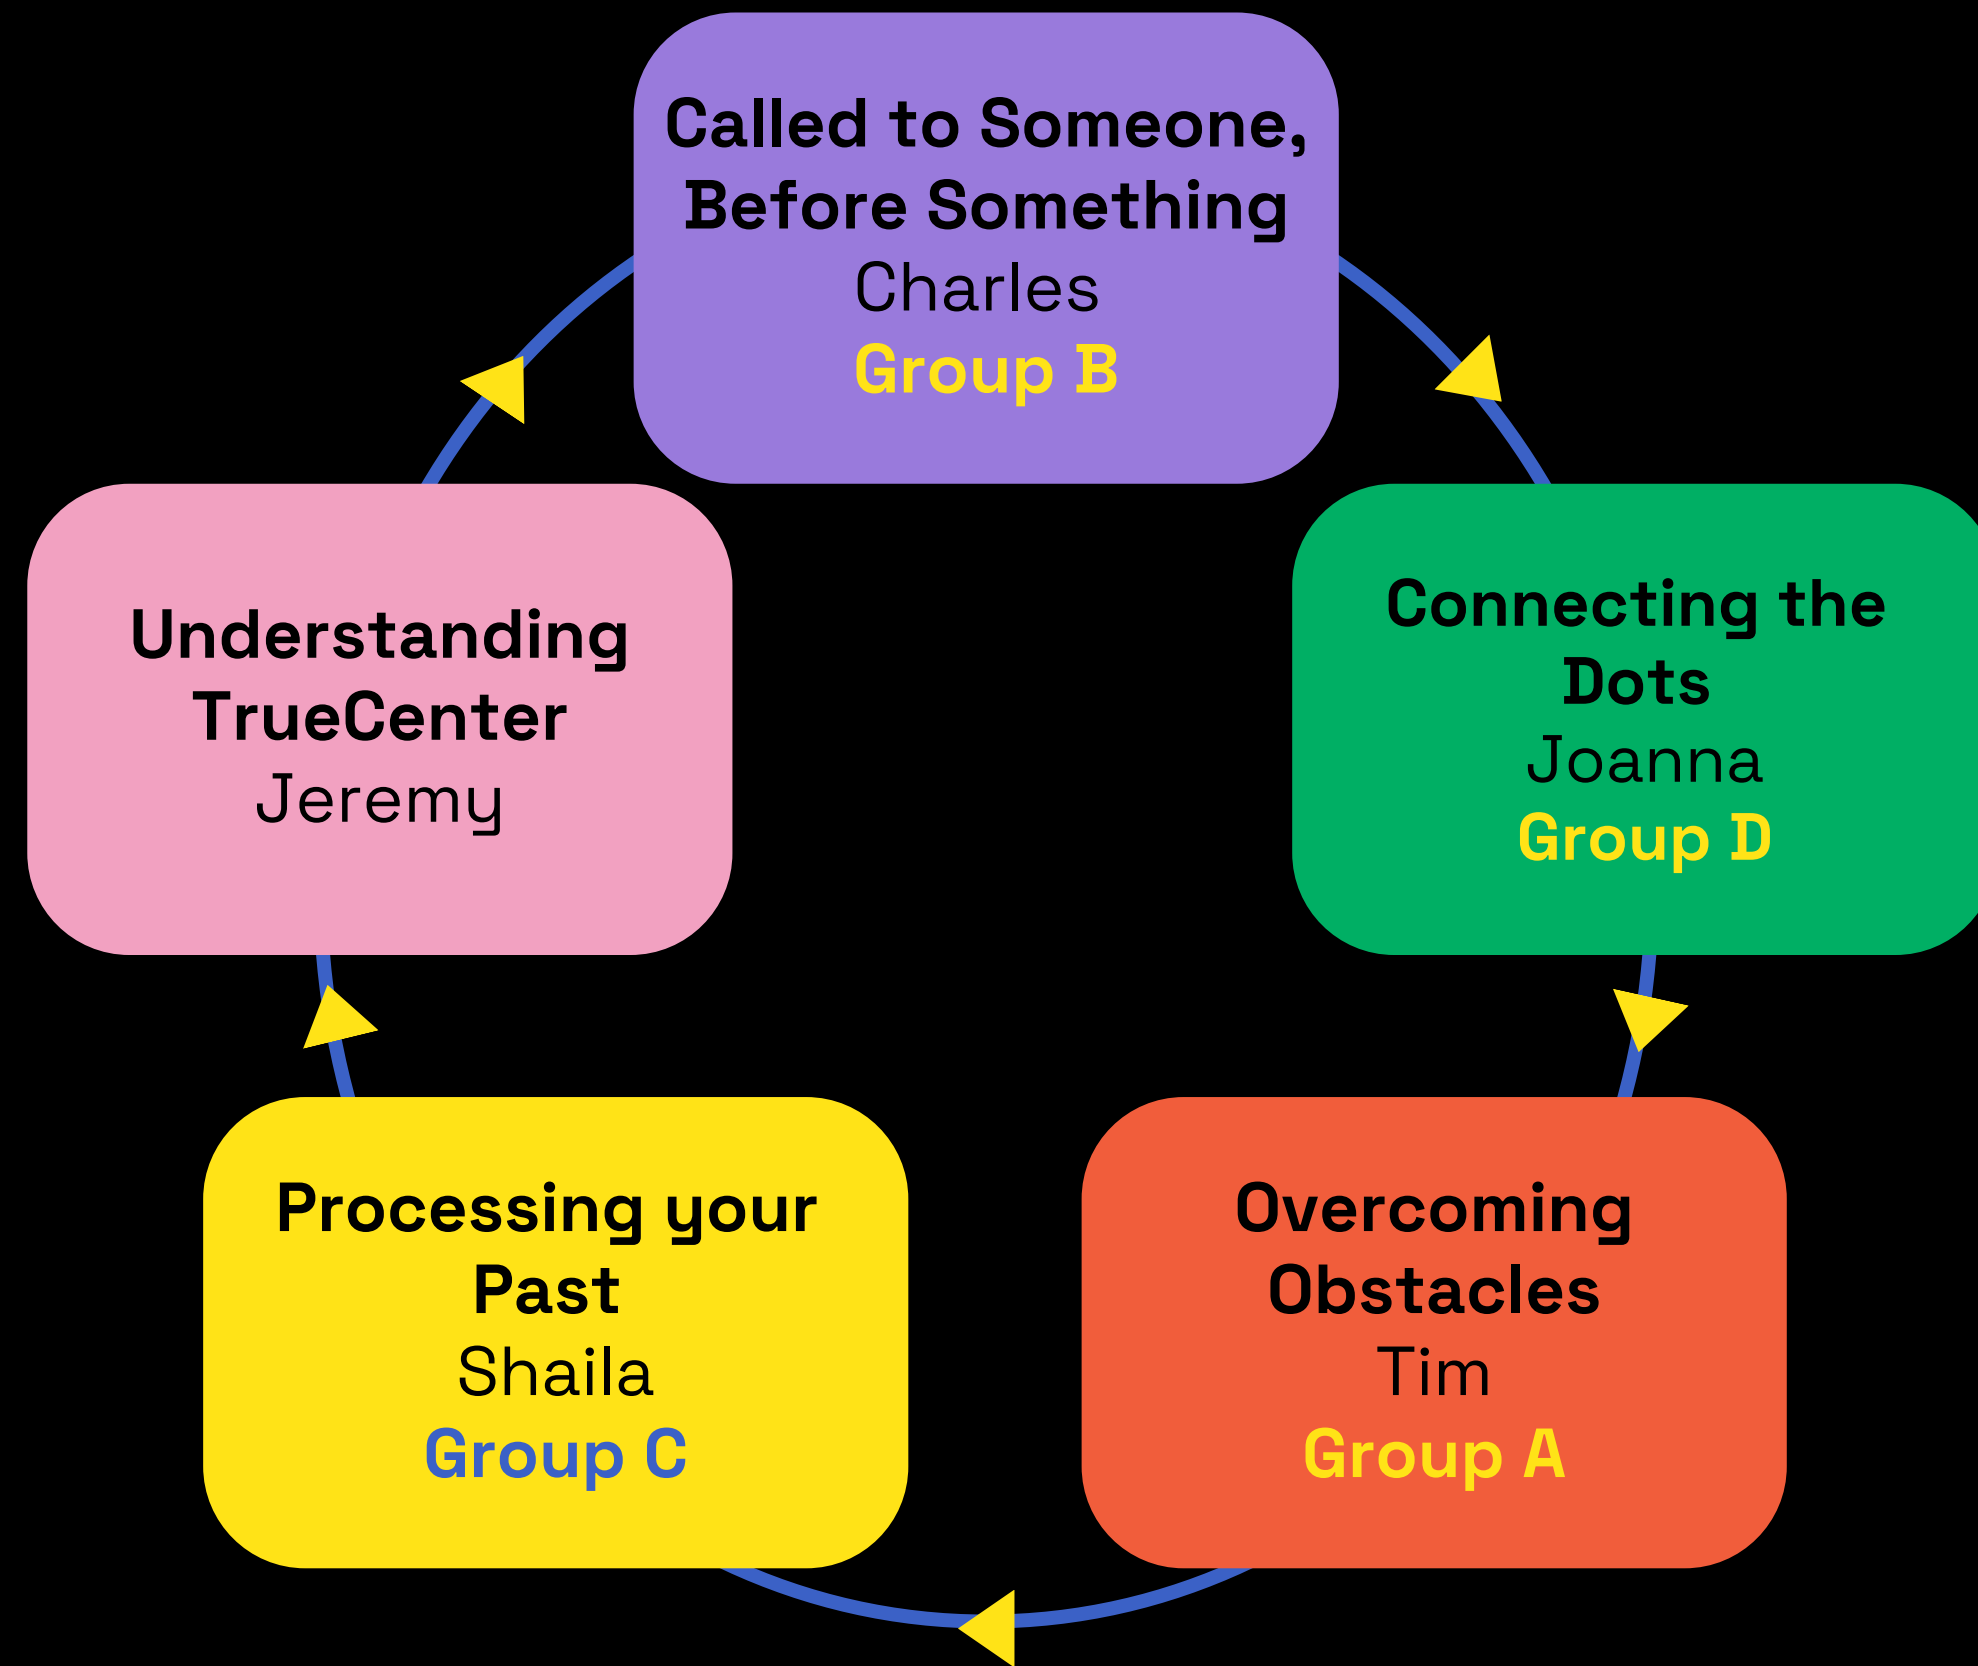 Called to Someone,
Before Something
Charles
Group B
Understanding
TrueCenter
Jeremy
Connecting the
Dots
Joanna
Group D
Processing your
Past
Shaila
Group C
Overcoming
Obstacles
Tim
Group A